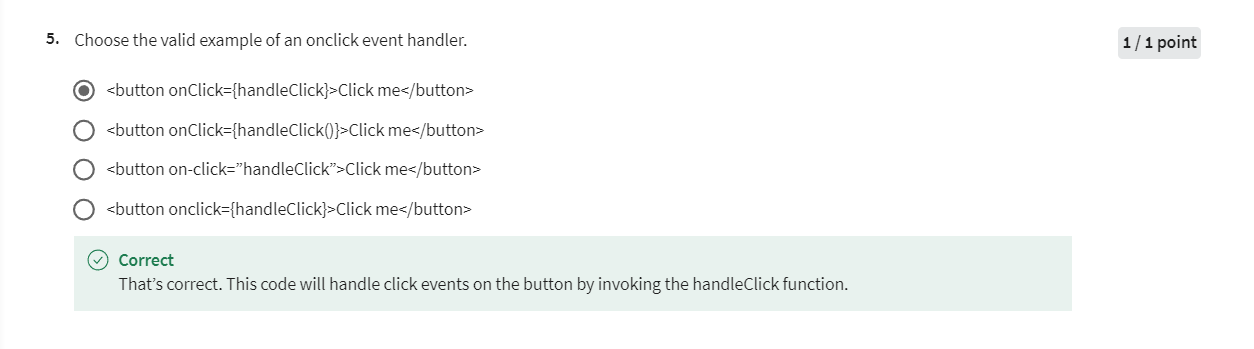 5. Choose the valid example of an onclick event handler.
1 / 1 point
<button onClick={handleClick}>Click me</button>
<button onClick={handleClick()}>Click me</button>
<button on-click=”handleClick”>Click me</button>
<button onclick={handleClick}>Click me</button>
Correct
That’s correct. This code will handle click events on the button by invoking the handleClick function.